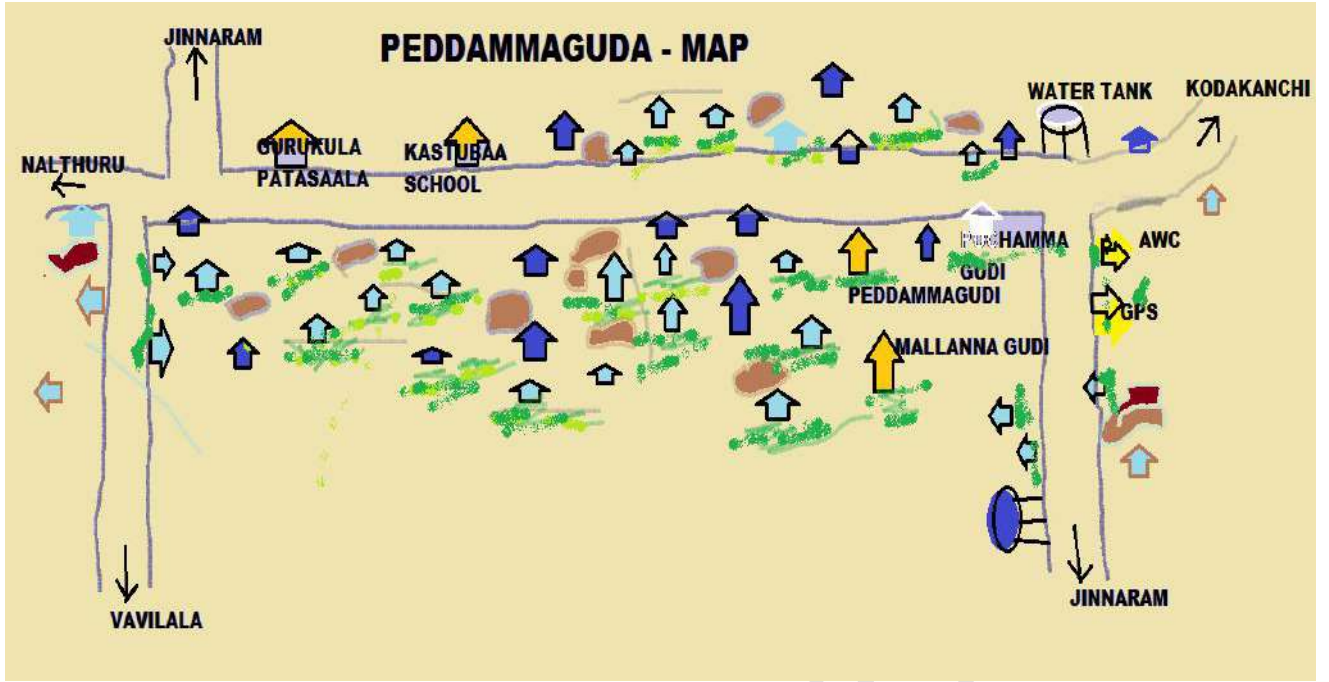 JINNARAM
PEDDAMMAGUDA - MAP
WATER TANK
KODAKANCHI
GURUKULA
PATASAALA
KASTUBAA
SCHOOL
NALTHURU
GUDI
AWC
PEDDAMMAGUDI
GPS
MALLANNA GUDI
VAVILALA
JINNARAM